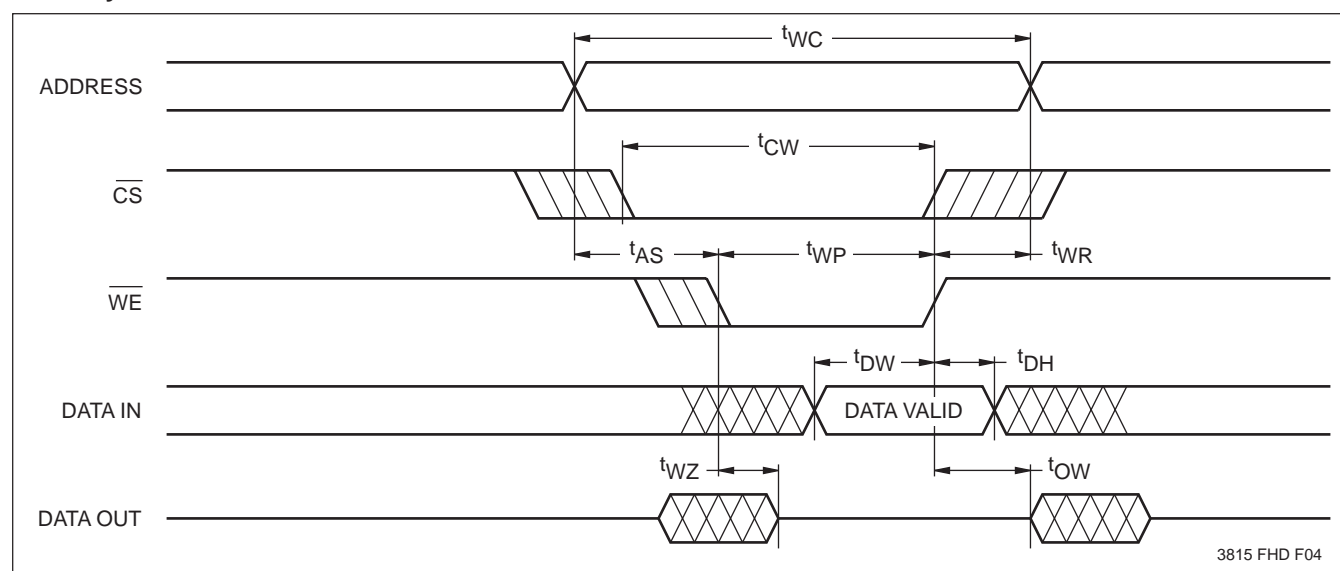 tWC
ADDRESS
tCW
CS
tAS
tWP
tWR
WE
tDW
tDH
DATA IN
DATA VALID
tWZ
tOW
DATA OUT
3815 FHD F04